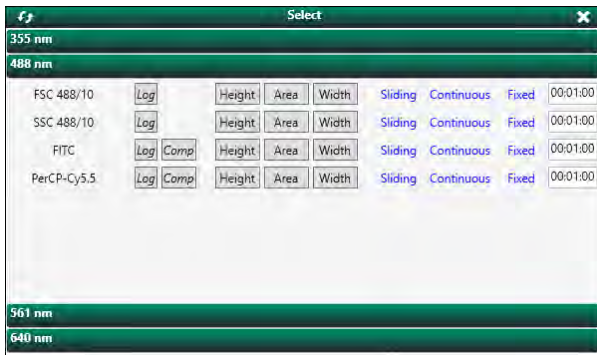 Select
355 nm
488 nm
FSC 488/10 Log Height Area Width Sliding Continuous Fixed 00:01:00
SSC 488/10 Log Height Area Width Sliding Continuous Fixed 00:01:00
FITC Log Comp Height Area Width Sliding Continuous Fixed 00:01:00
PerCP-Cy5.5 Log Comp Height Area Width Sliding Continuous Fixed 00:01:00
561 nm
640 nm